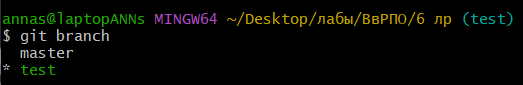 annas@laptopANNs MINGW64 ~/Desktop/лабы/ВвРПО/6 лр (test)
$ git branch
  master
* test